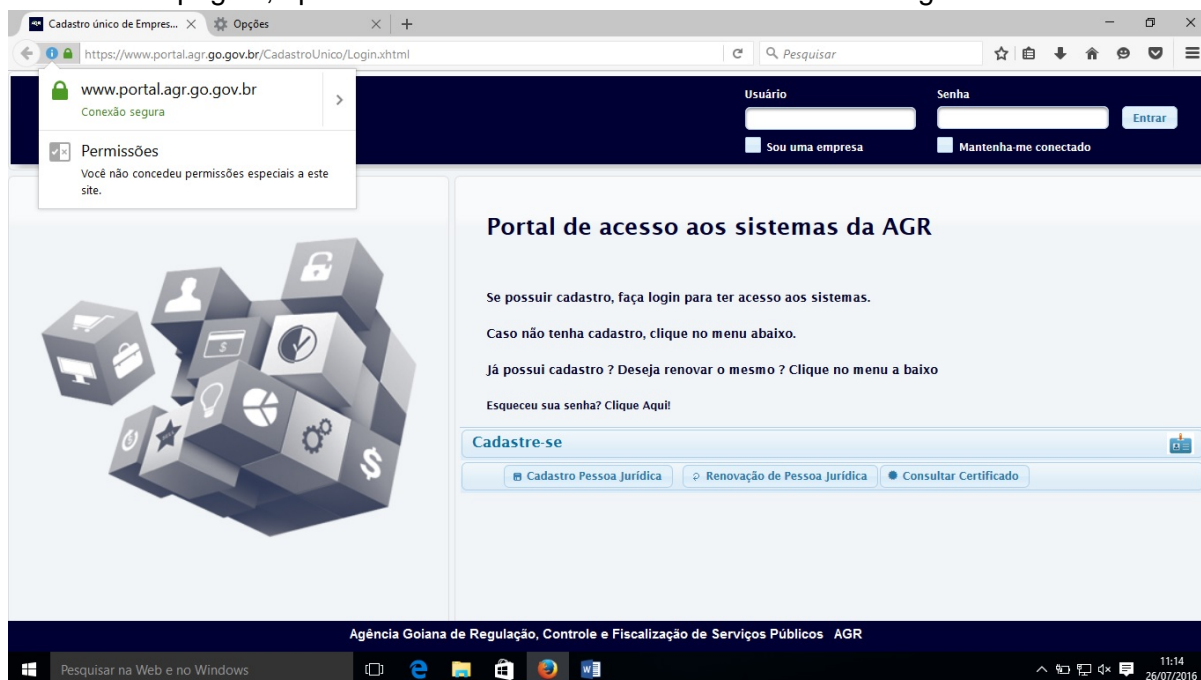 Cadastro único de Empres...
Opções
https://www.portal.agr.go.gov.br/CadastroUnico/Login.xhtml
Pesquisar
www.portal.agr.go.gov.br
Conexão segura
Permissões
Você não concedeu permissões especiais a este
site.
Usuário
Senha
Entrar
Sou uma empresa
Mantenha-me conectado
Portal de acesso aos sistemas da AGR
Se possuir cadastro, faça login para ter acesso aos sistemas.
Caso não tenha cadastro, clique no menu abaixo.
Já possui cadastro ? Deseja renovar o mesmo ? Clique no menu a baixo
Esqueceu sua senha? Clique Aqui!
Cadastre-se
Cadastro Pessoa Jurídica
Renovação de Pessoa Jurídica
Consultar Certificado
Agência Goiana de Regulação, Controle e Fiscalização de Serviços Públicos AGR
Pesquisar na Web e no Windows
11:14
26/07/2016